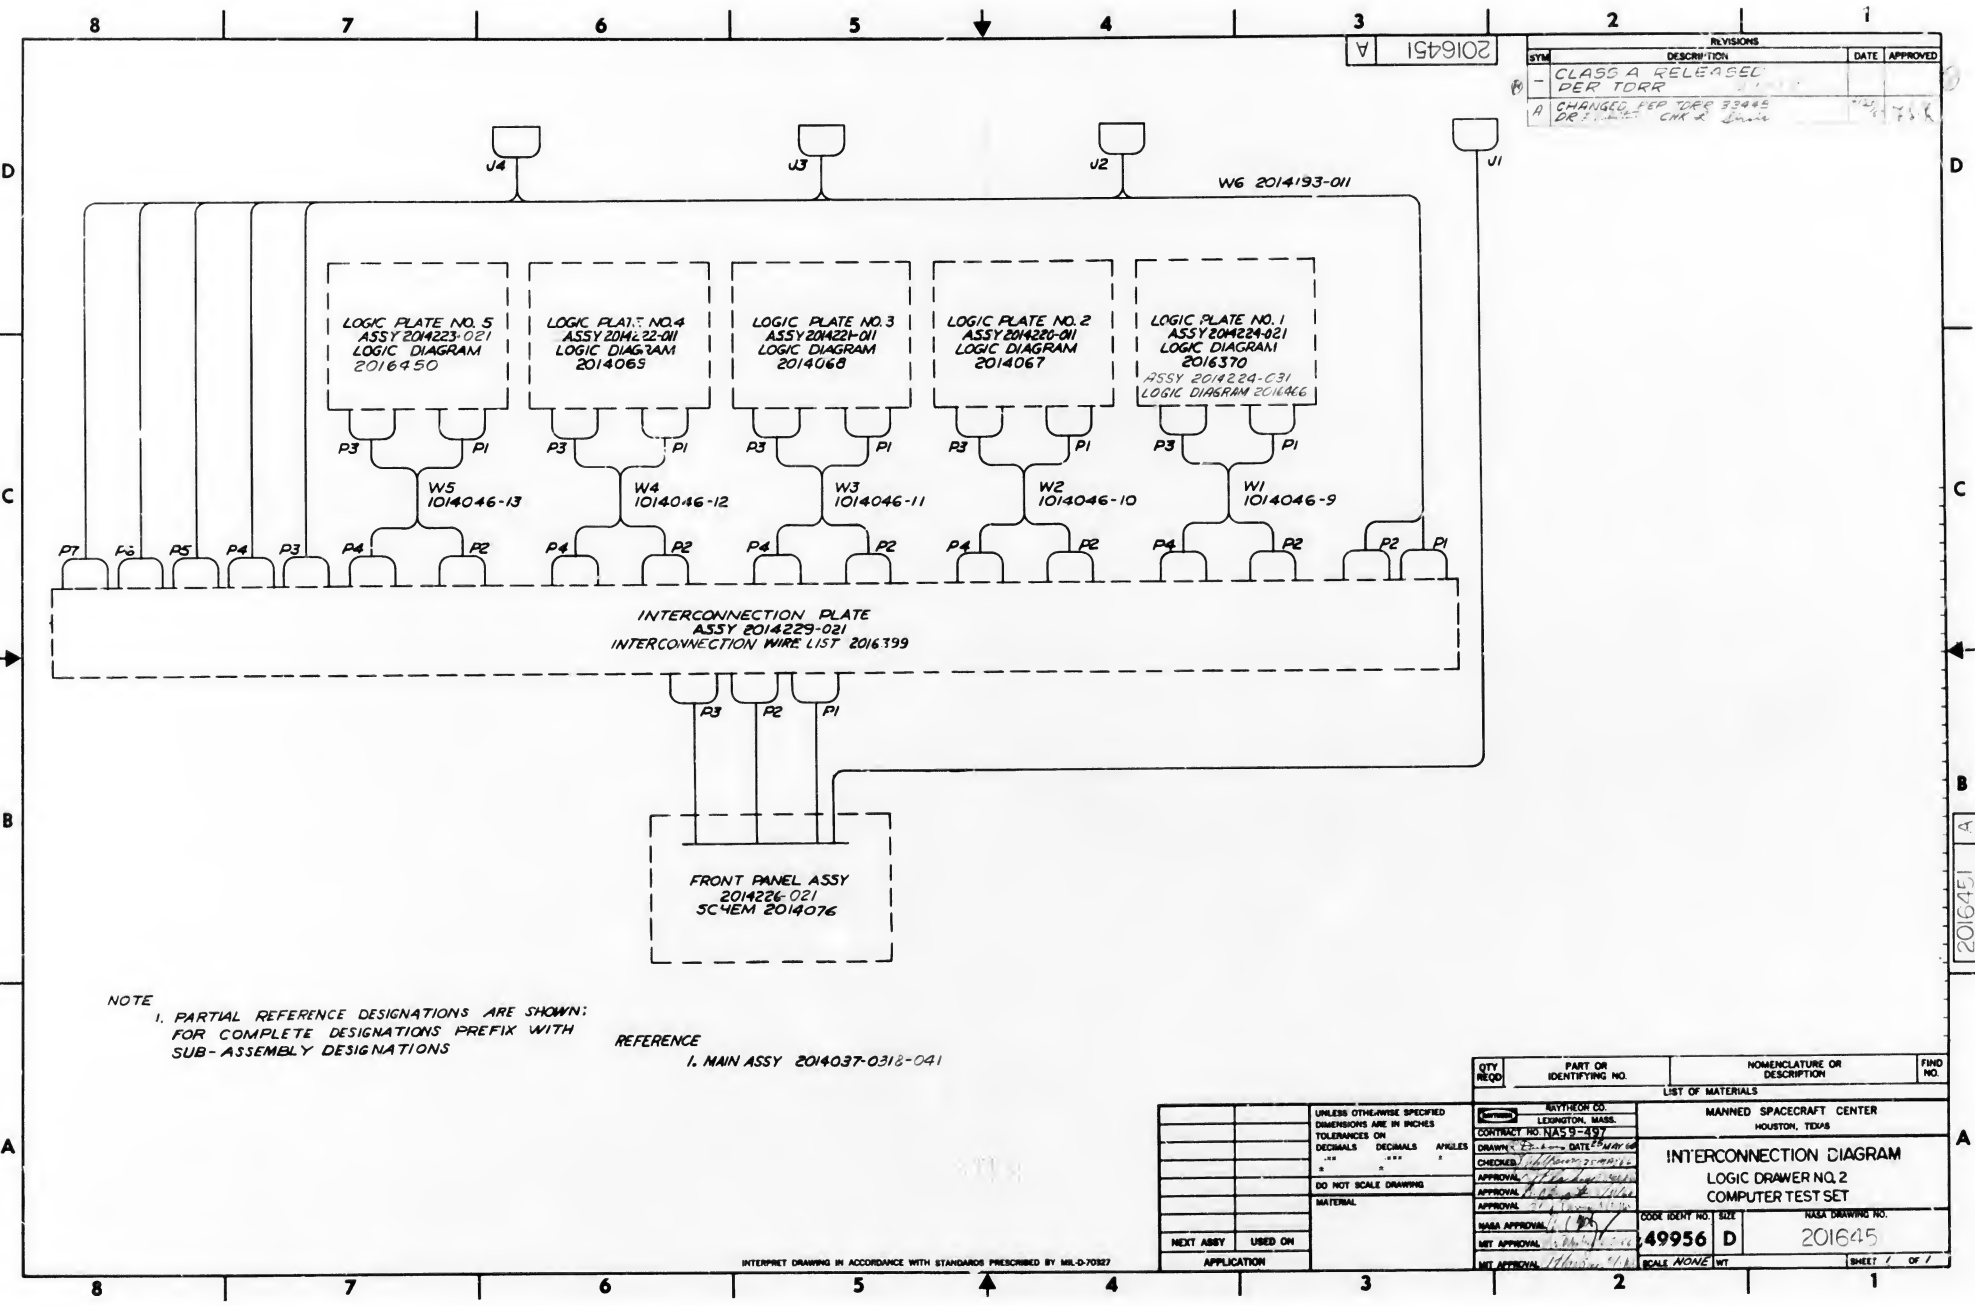 8 7 6 5 4 3 2 1
2016451 A
REVISIONS
SYM DESCRIPTION DATE APPROVED
- CLASS A RELEASED
PER TDRR
A CHANGED PER TDRR 33445
DR CHK
D D
J4 J3 J2 J1
W6 2014193-011
LOGIC PLATE NO. 5
ASSY 2014223-021
LOGIC DIAGRAM
2016450
LOGIC PLATE NO.4
ASSY 2014222-011
LOGIC DIAGRAM
2014069
LOGIC PLATE NO.3
ASSY 2014221-011
LOGIC DIAGRAM
2014068
LOGIC PLATE NO. 2
ASSY 2014220-011
LOGIC DIAGRAM
2014067
LOGIC PLATE NO. 1
ASSY 2014224-021
LOGIC DIAGRAM
2016370
ASSY 2014224-031
LOGIC DIAGRAM 2016466
P3 P1 P3 P1 P3 P1 P3 P1 P3 P1
C C
W5
1014046-13
W4
1014046-12
W3
1014046-11
W2
1014046-10
W1
1014046-9
P7 P6 P5 P4 P3 P4 P2 P4 P2 P4 P2 P4 P2 P4 P2 P2 P1
INTERCONNECTION PLATE
ASSY 2014229-021
INTERCONNECTION WIRE LIST 2016399
P3 P2 P1
B B
2016451 A
FRONT PANEL ASSY
2014226-021
SCHEM 2014076
NOTE
1. PARTIAL REFERENCE DESIGNATIONS ARE SHOWN;
FOR COMPLETE DESIGNATIONS PREFIX WITH
SUB-ASSEMBLY DESIGNATIONS
REFERENCE
1. MAIN ASSY 2014037-031&-041
A A
QTY REQD PART OR IDENTIFYING NO. NOMENCLATURE OR DESCRIPTION FIND NO.
LIST OF MATERIALS
UNLESS OTHERWISE SPECIFIED
DIMENSIONS ARE IN INCHES
TOLERANCES ON
DECIMALS DECIMALS ANGLES
.** .*** ±
± ±
DO NOT SCALE DRAWING
MATERIAL
NEXT ASSY USED ON
APPLICATION
RAYTHEON
RAYTHEON CO.
LEXINGTON, MASS.
CONTRACT NO. NAS 9-497
DRAWN DATE 25 MAY 66
CHECKED
APPROVAL
APPROVAL
APPROVAL
NASA APPROVAL
MIT APPROVAL
MIT APPROVAL
MANNED SPACECRAFT CENTER
HOUSTON, TEXAS
INTERCONNECTION DIAGRAM
LOGIC DRAWER NO. 2
COMPUTER TEST SET
CODE IDENT NO. SIZE NASA DRAWING NO.
49956 D 201645
SCALE NONE WT SHEET 1 OF 1
INTERPRET DRAWING IN ACCORDANCE WITH STANDARDS PRESCRIBED BY MIL-D-70327
8 7 6 5 4 3 2 1